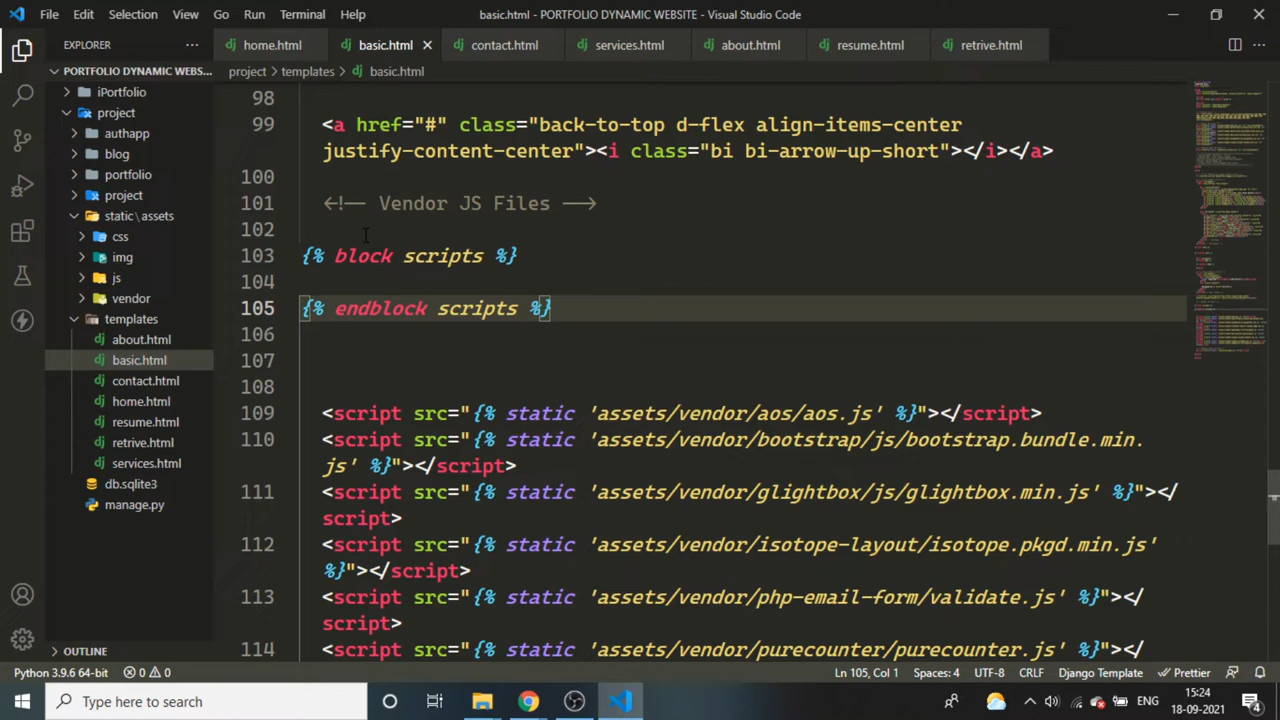 File Edit Selection View Go Run Terminal Help
basic.html - PORTFOLIO DYNAMIC WEBSITE - Visual Studio Code
EXPLORER
home.html basic.html contact.html services.html about.html resume.html retrive.html
PORTFOLIO DYNAMIC WEBS...
project > templates > basic.html
iPortfolio
project
authapp
blog
portfolio
project
static\assets
css
img
js
vendor
templates
about.html
basic.html
contact.html
home.html
resume.html
retrive.html
services.html
db.sqlite3
manage.py
OUTLINE
98
99 <a href="#" class="back-to-top d-flex align-items-center
justify-content-center"><i class="bi bi-arrow-up-short"></i></a>
100
101 <!-- Vendor JS Files -->
102
103 {% block scripts %}
104
105 {% endblock scripts %}
106
107
108
109 <script src="{% static 'assets/vendor/aos/aos.js' %}"></script>
110 <script src="{% static 'assets/vendor/bootstrap/js/bootstrap.bundle.min.
js' %}"></script>
111 <script src="{% static 'assets/vendor/glightbox/js/glightbox.min.js' %}"></
script>
112 <script src="{% static 'assets/vendor/isotope-layout/isotope.pkgd.min.js'
%}"></script>
113 <script src="{% static 'assets/vendor/php-email-form/validate.js' %}"></
script>
114 <script src="{% static 'assets/vendor/purecounter/purecounter.js' %}"></
Python 3.9.6 64-bit 0 0 Ln 105, Col 1 Spaces: 4 UTF-8 CRLF Django Template Prettier
Type here to search
ENG
15:24
18-09-2021
4